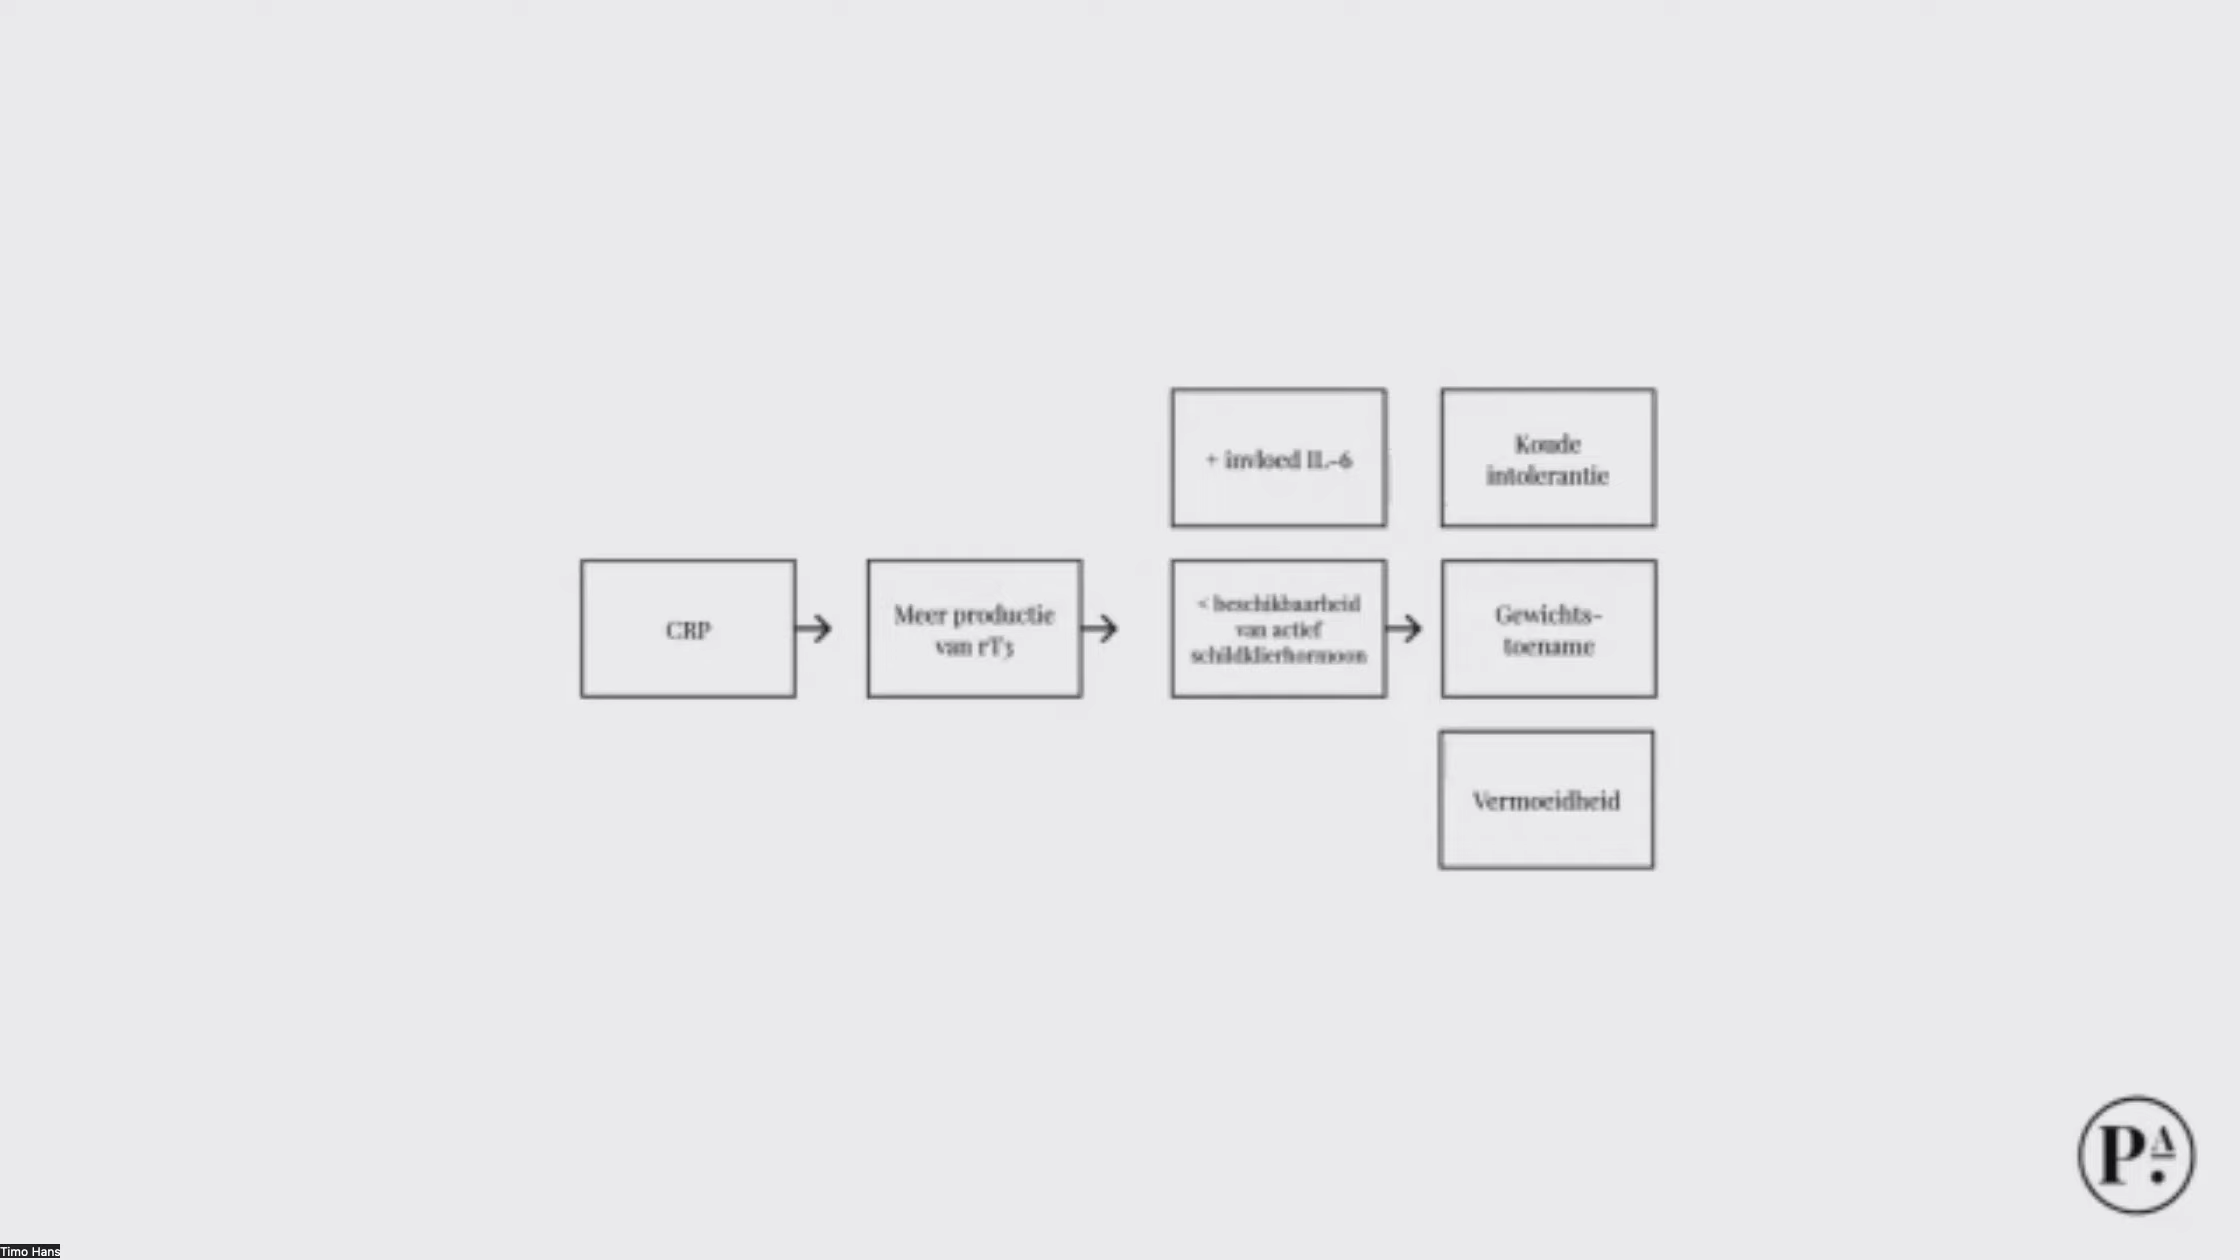 + invloed IL-6
Koude
intolerantie
CRP
Meer productie
van rT3
< beschikbaarheid
van actief
schildklierhormoon
Gewichts-
toename
Vermoeidheid
PA.
Timo Hans